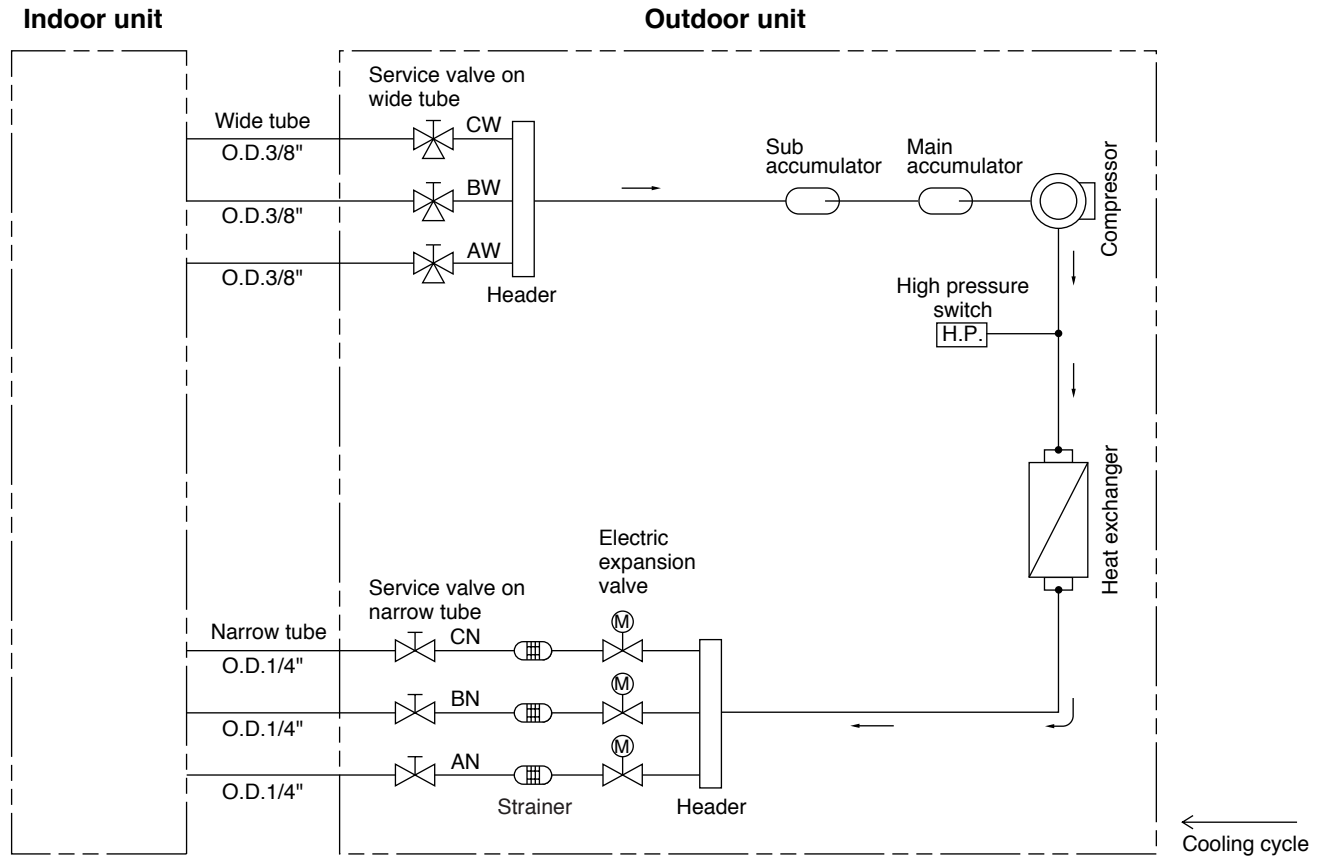 Indoor unit
Outdoor unit
Service valve on
wide tube
Wide tube
CW
O.D.3/8"
BW
O.D.3/8"
AW
O.D.3/8"
Header
Sub
accumulator
Main
accumulator
Compressor
High pressure
switch
H.P.
Heat exchanger
Electric
expansion
valve
Service valve on
narrow tube
Narrow tube
CN
M
O.D.1/4"
BN
M
O.D.1/4"
AN
M
O.D.1/4"
Strainer
Header
Cooling cycle